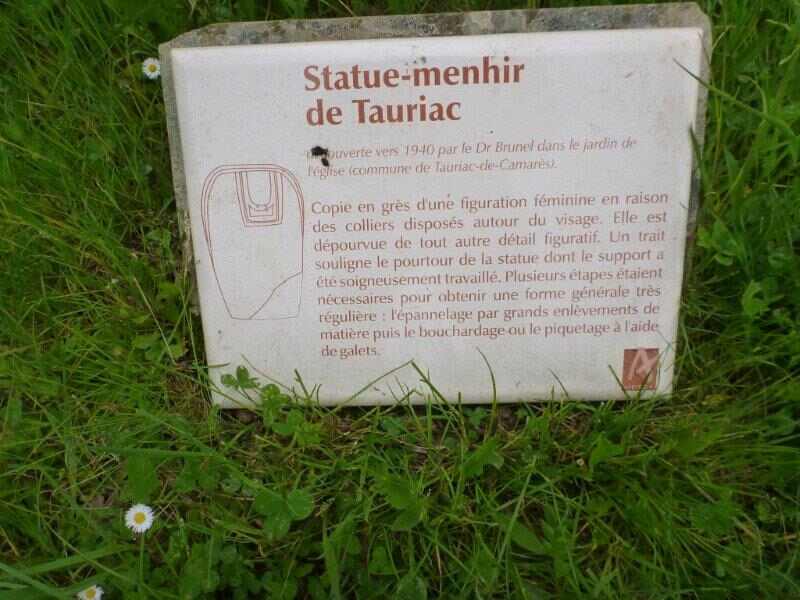 Statue-menhir
de Tauriac
vers 1940 par le Dr Brunel dans le jardin de
l'église (commune de Tauriac-de-Camarès).
Copie en grès d'une figuration féminine en raison
des colliers disposés autour du visage. Elle est
dépourvue de tout autre détail figuratif. Un trait
souligne le pourtour de la statue dont le support a
été soigneusement travaillé. Plusieurs étapes étaient
nécessaires pour obtenir une forme générale très
régulière : l'épannelage par grands enlèvements de
matière puis le bouchardage ou le piquetage à l'aide
de galets.